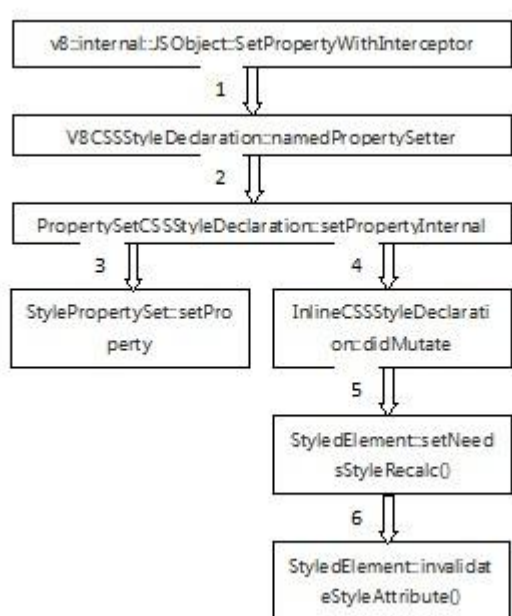 v8::internal::JSObject::SetPropertyWithInterceptor
1
V8CSSStyleDeclaration::namedPropertySetter
2
PropertySetCSSStyleDeclaration::setPropertyInternal
3
4
StylePropertySet::setPro
perty
InlineCSSStyleDeclarati
on::didMutate
5
StyledElement::setNeed
sStyleRecalc()
6
StyledElement::invalidat
eStyleAttribute()